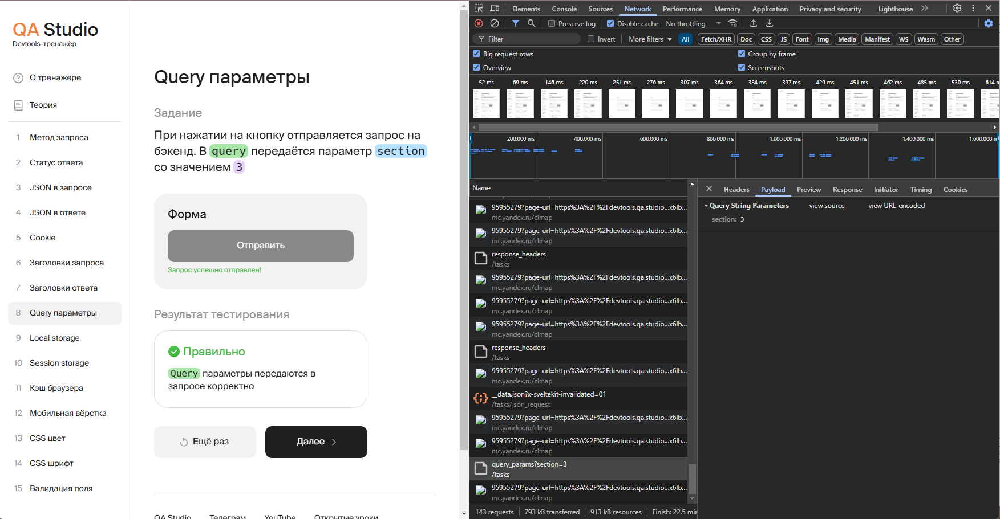 QA Studio
Devtools-тренажёр
О тренажёре
Теория
1 Метод запроса
2 Статус ответа
3 JSON в запросе
4 JSON в ответе
5 Cookie
6 Заголовки запроса
7 Заголовки ответа
8 Query параметры
9 Local storage
10 Session storage
11 Кэш браузера
12 Мобильная вёрстка
13 CSS цвет
14 CSS шрифт
15 Валидация поля
Query параметры
Задание
При нажатии на кнопку отправляется запрос на
бэкенд. В query передаётся параметр section
со значением 3
Форма
Отправить
Запрос успешно отправлен!
Результат тестирования
Правильно
Query параметры передаются в
запросе корректно
Ещё раз
Далее
QA Studio Телеграм YouTube Открытые уроки
Elements Console Sources Network Performance Memory Application Privacy and security Lighthouse
Preserve log Disable cache No throttling
Filter Invert More filters All Fetch/XHR Doc CSS JS Font Img Media Manifest WS Wasm Other
Big request rows Group by frame
Overview Screenshots
52 ms 69 ms 146 ms 220 ms 251 ms 276 ms 307 ms 364 ms 384 ms 397 ms 429 ms 451 ms 462 ms 485 ms 530 ms 614 m
200,000 ms 400,000 ms 600,000 ms 800,000 ms 1,000,000 ms 1,200,000 ms 1,400,000 ms 1,600,000 m
Name
95955279?page-url=https%3A%2F%2Fdevtools.qa.studio...x6lb...
mc.yandex.ru/clmap
95955279?page-url=https%3A%2F%2Fdevtools.qa.studio...x6lb...
mc.yandex.ru/clmap
response_headers
/tasks
95955279?page-url=https%3A%2F%2Fdevtools.qa.studio...x6lb...
mc.yandex.ru/clmap
95955279?page-url=https%3A%2F%2Fdevtools.qa.studio...x6lb...
mc.yandex.ru/clmap
95955279?page-url=https%3A%2F%2Fdevtools.qa.studio...x6lb...
mc.yandex.ru/clmap
response_headers
/tasks
95955279?page-url=https%3A%2F%2Fdevtools.qa.studio...x6lb...
mc.yandex.ru/clmap
__data.json?x-sveltekit-invalidated=01
/tasks/json_request
95955279?page-url=https%3A%2F%2Fdevtools.qa.studio...x6lb...
mc.yandex.ru/clmap
95955279?page-url=https%3A%2F%2Fdevtools.qa.studio...x6lb...
mc.yandex.ru/clmap
query_params?section=3
/tasks
95955279?page-url=https%3A%2F%2Fdevtools.qa.studio...x6lb...
mc.yandex.ru/clmap
143 requests 793 kB transferred 913 kB resources Finish: 22.5 min
Headers Payload Preview Response Initiator Timing Cookies
Query String Parameters view source view URL-encoded
section: 3